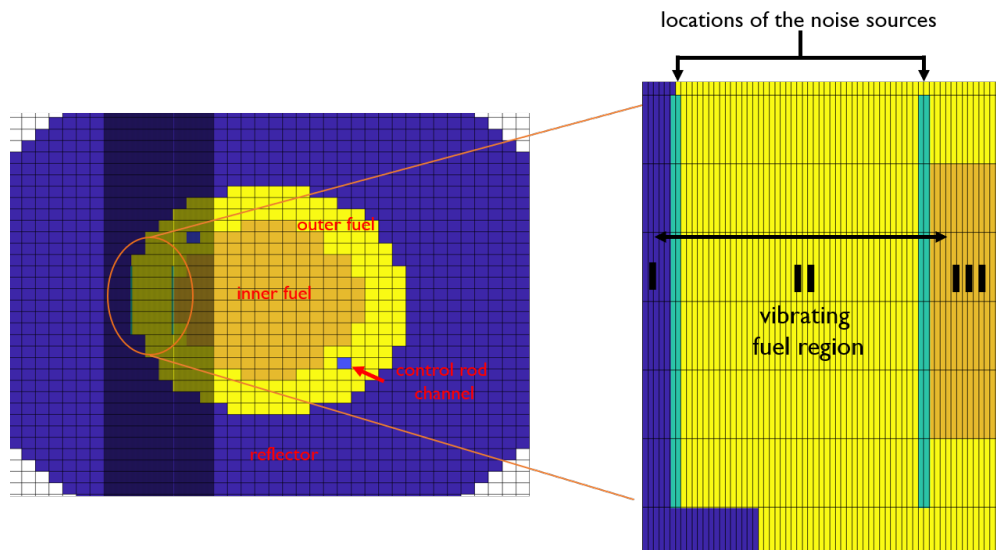 locations of the noise sources
outer fuel
inner fuel
control rod
channel
reflector
I
II
III
vibrating
fuel region